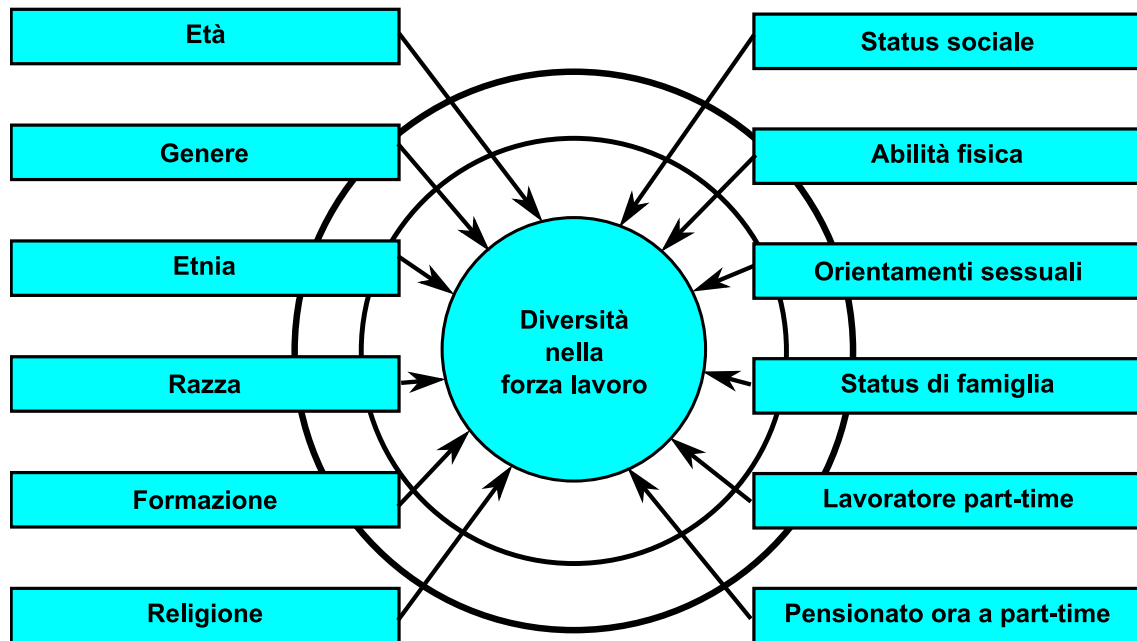 Età
Genere
Etnia
Razza
Formazione
Religione
Diversità
nella
forza lavoro
Status sociale
Abilità fisica
Orientamenti sessuali
Status di famiglia
Lavoratore part-time
Pensionato ora a part-time